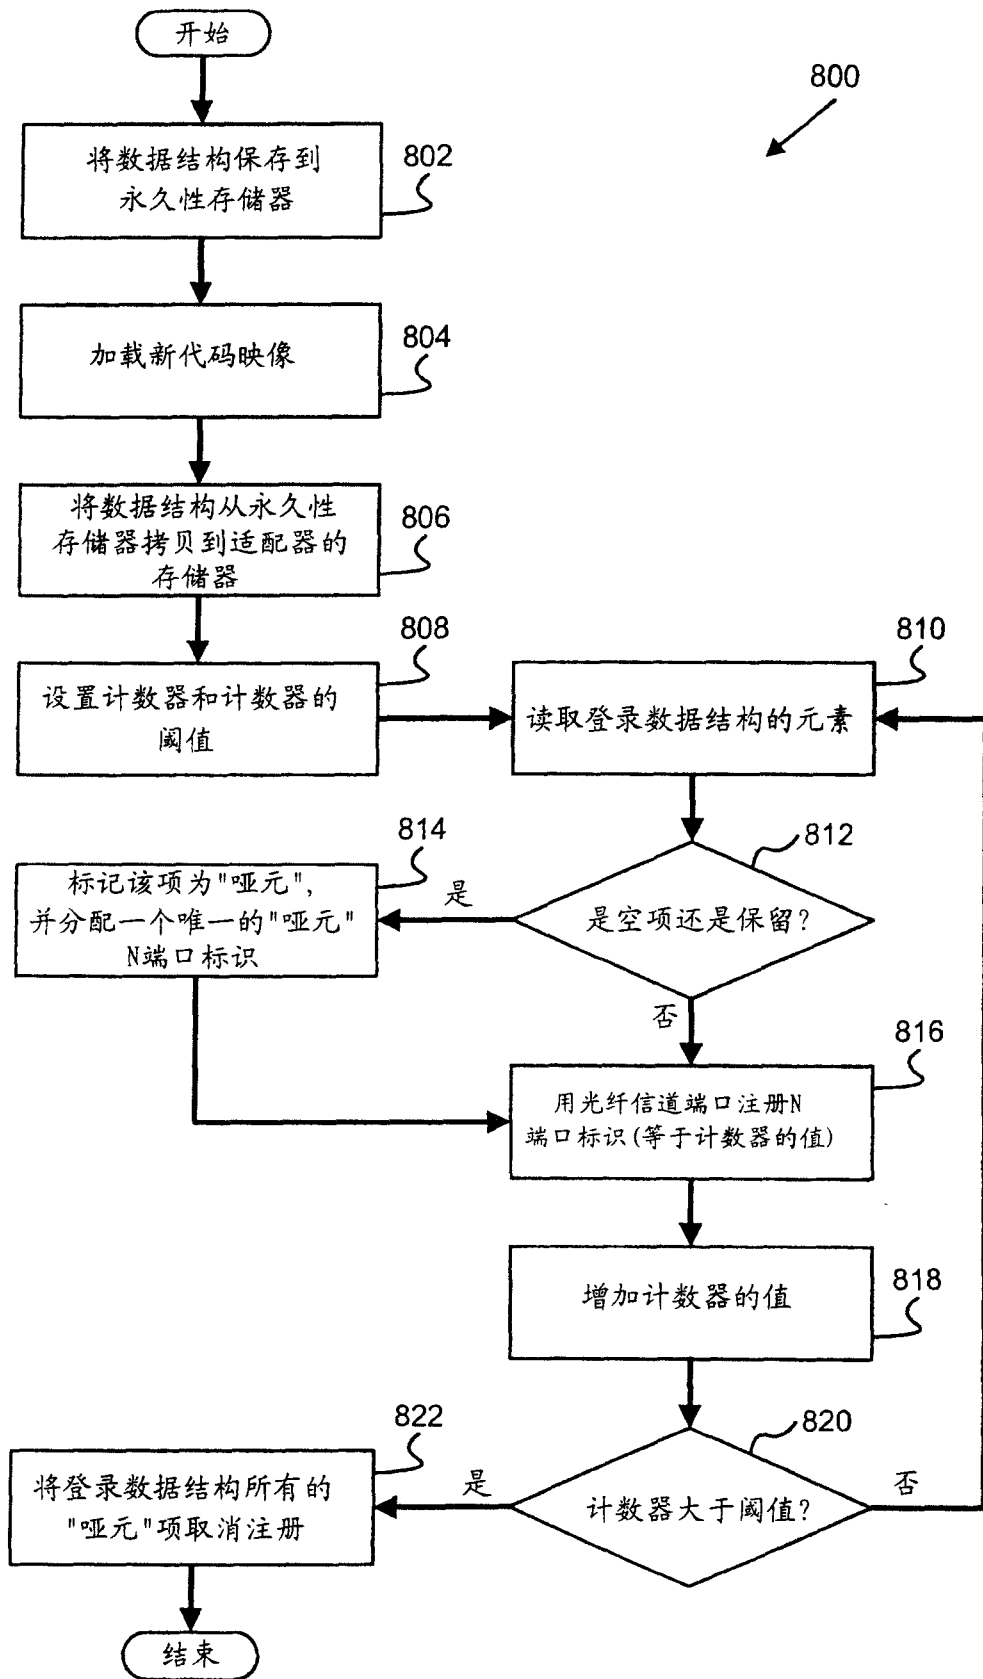 开始
800
将数据结构保存到
永久性存储器
802
加载新代码映像
804
将数据结构从永久性
存储器拷贝到适配器的
存储器
806
设置计数器和计数器的
阈值
808
读取登录数据结构的元素
810
是空项还是保留?
812
是
否
标记该项为"哑元",
并分配一个唯一的"哑元"
N端口标识
814
用光纤信道端口注册N
端口标识(等于计数器的值)
816
增加计数器的值
818
计数器大于阈值?
820
是
否
将登录数据结构所有的
"哑元"项取消注册
822
结束